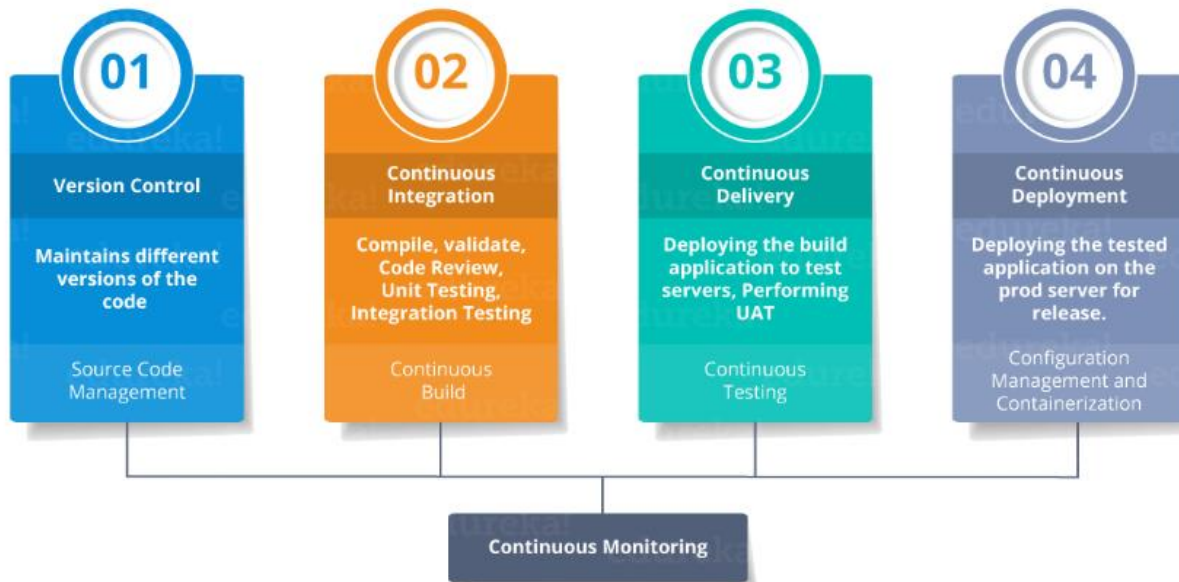 01
Version Control
Maintains different
versions of the
code
Source Code
Management
02
Continuous
Integration
Compile, validate,
Code Review,
Unit Testing,
Integration Testing
Continuous
Build
03
Continuous
Delivery
Deploying the build
application to test
servers, Performing
UAT
Continuous
Testing
04
Continuous
Deployment
Deploying the tested
application on the
prod server for
release.
Configuration
Management and
Containerization
Continuous Monitoring
edureka!